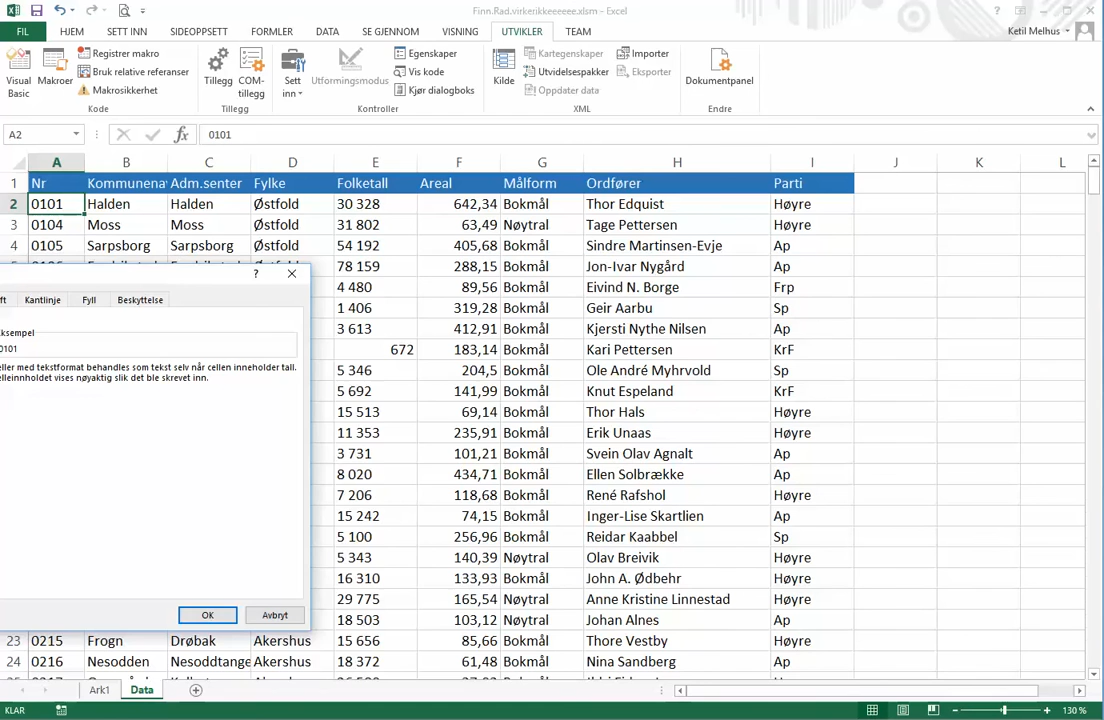 Finn.Rad.virkerikkeeeeee.xlsm - Excel
FIL HJEM SETT INN SIDEOPPSETT FORMLER DATA SE GJENNOM VISNING UTVIKLER TEAM Ketil Melhus
Visual Basic
Makroer
Registrer makro
Bruk relative referanser
Makrosikkerhet
Kode
Tillegg
COM-tillegg
Tillegg
Sett inn
Utformingsmodus
Egenskaper
Vis kode
Kjør dialogboks
Kontroller
Kilde
Kartegenskaper
Utvidelsespakker
Oppdater data
Importer
Eksporter
XML
Dokumentpanel
Endre
A2 fx 0101
A B C D E F G H I J K L
1 Nr Kommunena Adm.senter Fylke Folketall Areal Målform Ordfører Parti
2 0101 Halden Halden Østfold 30 328 642,34 Bokmål Thor Edquist Høyre
3 0104 Moss Moss Østfold 31 802 63,49 Nøytral Tage Pettersen Høyre
4 0105 Sarpsborg Sarpsborg Østfold 54 192 405,68 Bokmål Sindre Martinsen-Evje Ap
78 159 288,15 Bokmål Jon-Ivar Nygård Ap
4 480 89,56 Bokmål Eivind N. Borge Frp
1 406 319,28 Bokmål Geir Aarbu Sp
3 613 412,91 Bokmål Kjersti Nythe Nilsen Ap
672 183,14 Bokmål Kari Pettersen KrF
5 346 204,5 Bokmål Ole André Myhrvold Sp
5 692 141,99 Bokmål Knut Espeland KrF
15 513 69,14 Bokmål Thor Hals Høyre
11 353 235,91 Bokmål Erik Unaas Høyre
3 731 101,21 Bokmål Svein Olav Agnalt Ap
8 020 434,71 Bokmål Ellen Solbrække Ap
7 206 118,68 Bokmål René Rafshol Høyre
15 242 74,15 Bokmål Inger-Lise Skartlien Ap
5 100 256,96 Bokmål Reidar Kaabbel Sp
5 343 140,39 Nøytral Olav Breivik Høyre
16 310 133,93 Bokmål John A. Ødbehr Høyre
29 775 165,54 Nøytral Anne Kristine Linnestad Høyre
18 503 103,12 Nøytral Johan Alnes Ap
23 0215 Frogn Drøbak Akershus 15 656 85,66 Bokmål Thore Vestby Høyre
24 0216 Nesodden Nesoddtange Akershus 18 372 61,48 Bokmål Nina Sandberg Ap
ft Kantlinje Fyll Beskyttelse
ksempel
0101
eller med tekstformat behandles som tekst selv når cellen inneholder tall.
elleinnholdet vises nøyaktig slik det ble skrevet inn.
OK Avbryt
Ark1 Data
KLAR 130 %